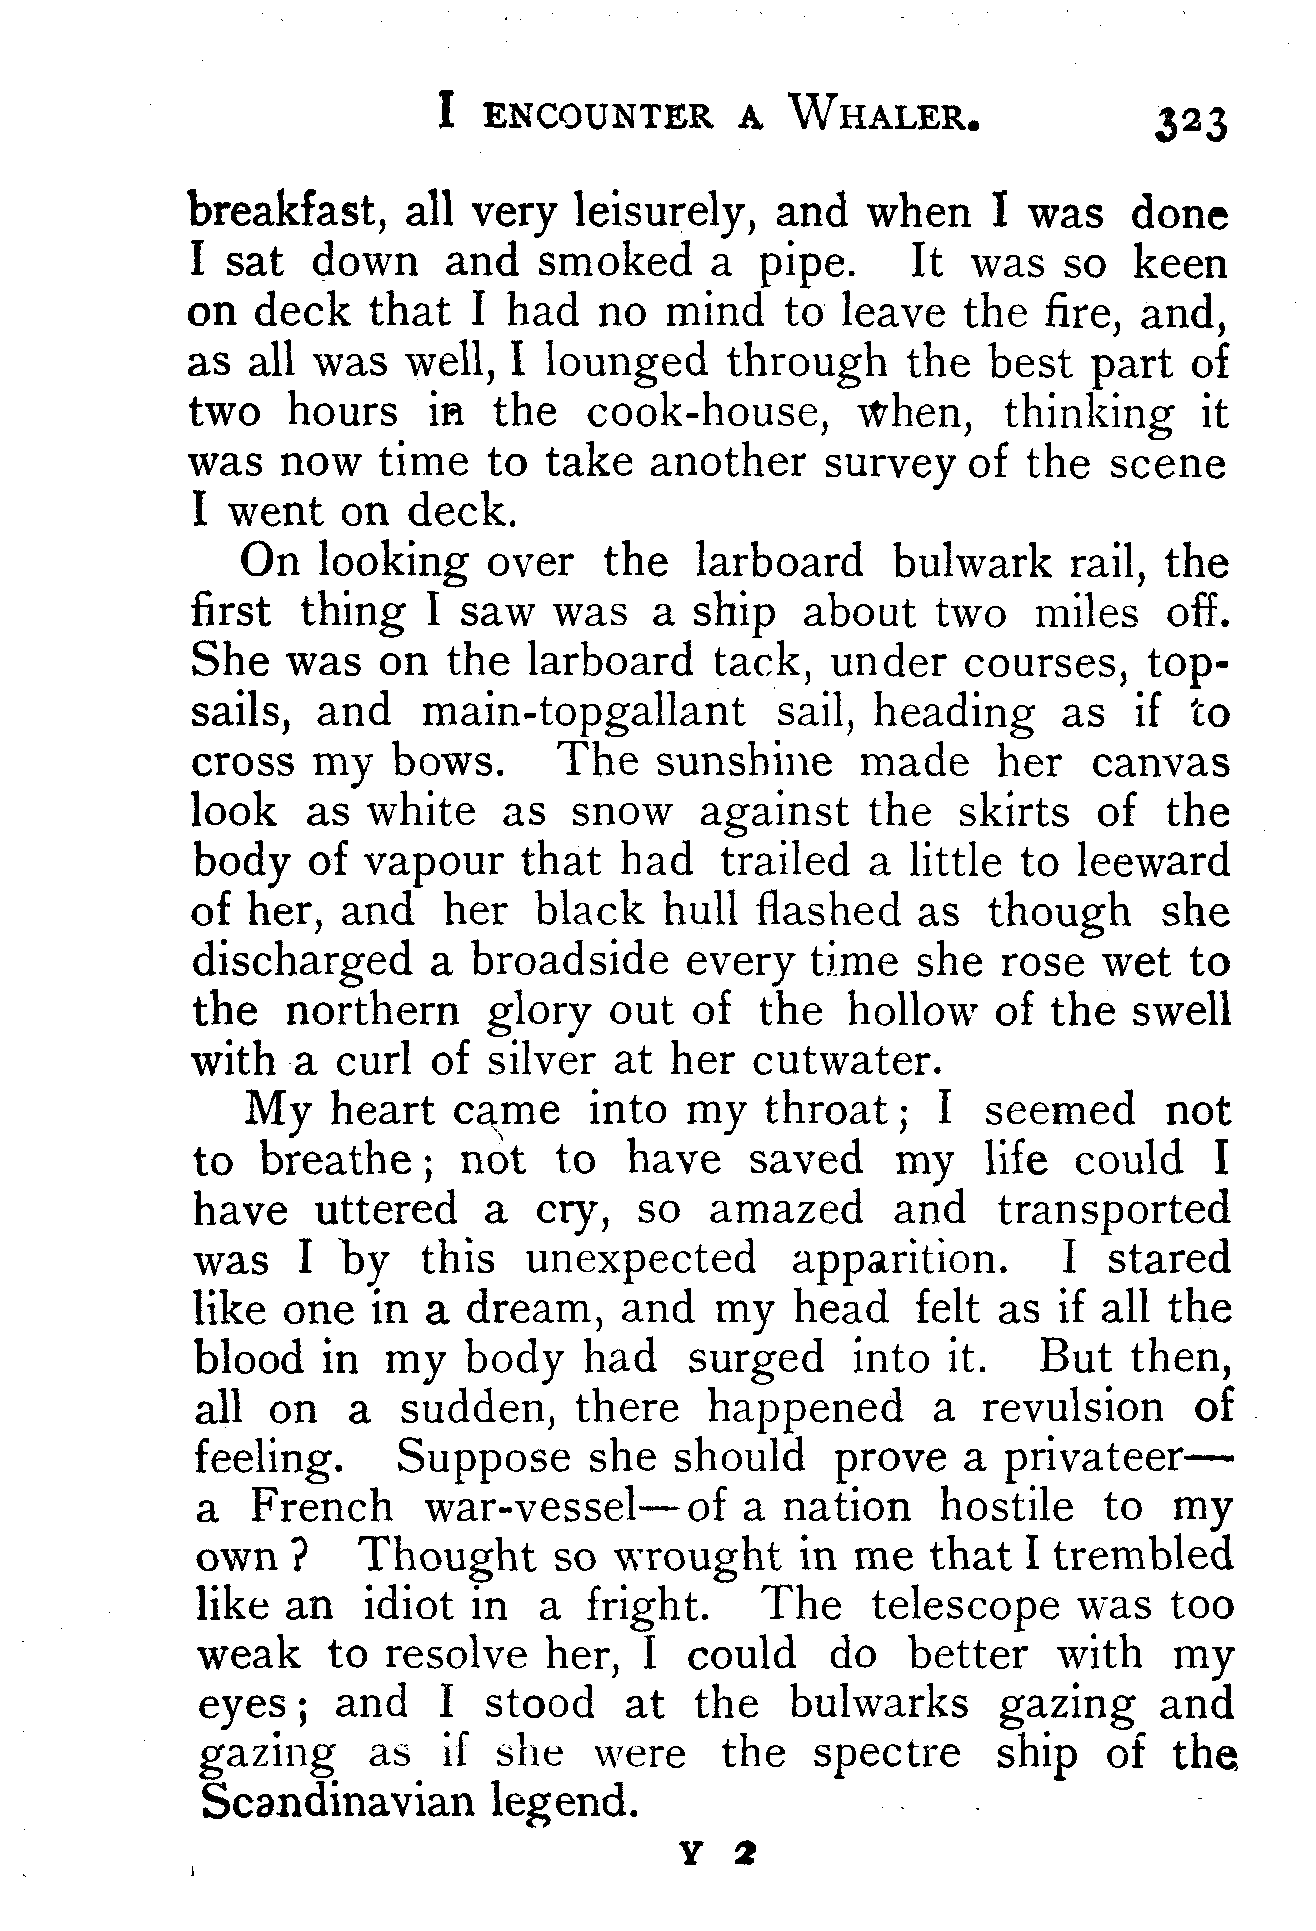 I ENCOUNTER A WHALER. 323
breakfast, all very leisurely, and when I was done
I sat down and smoked a pipe. It was so keen
on deck that I had no mind to leave the fire, and,
as all was well, I lounged through the best part of
two hours in the cook-house, when, thinking it
was now time to take another survey of the scene
I went on deck.
On looking over the larboard bulwark rail, the
first thing I saw was a ship about two miles off.
She was on the larboard tack, under courses, top-
sails, and main-topgallant sail, heading as if to
cross my bows. The sunshine made her canvas
look as white as snow against the skirts of the
body of vapour that had trailed a little to leeward
of her, and her black hull flashed as though she
discharged a broadside every time she rose wet to
the northern glory out of the hollow of the swell
with a curl of silver at her cutwater.
My heart came into my throat; I seemed not
to breathe; not to have saved my life could I
have uttered a cry, so amazed and transported
was I by this unexpected apparition. I stared
like one in a dream, and my head felt as if all the
blood in my body had surged into it. But then,
all on a sudden, there happened a revulsion of
feeling. Suppose she should prove a privateer—
a French war-vessel—of a nation hostile to my
own? Thought so wrought in me that I trembled
like an idiot in a fright. The telescope was too
weak to resolve her, I could do better with my
eyes; and I stood at the bulwarks gazing and
gazing as if she were the spectre ship of the
Scandinavian legend.
Y 2